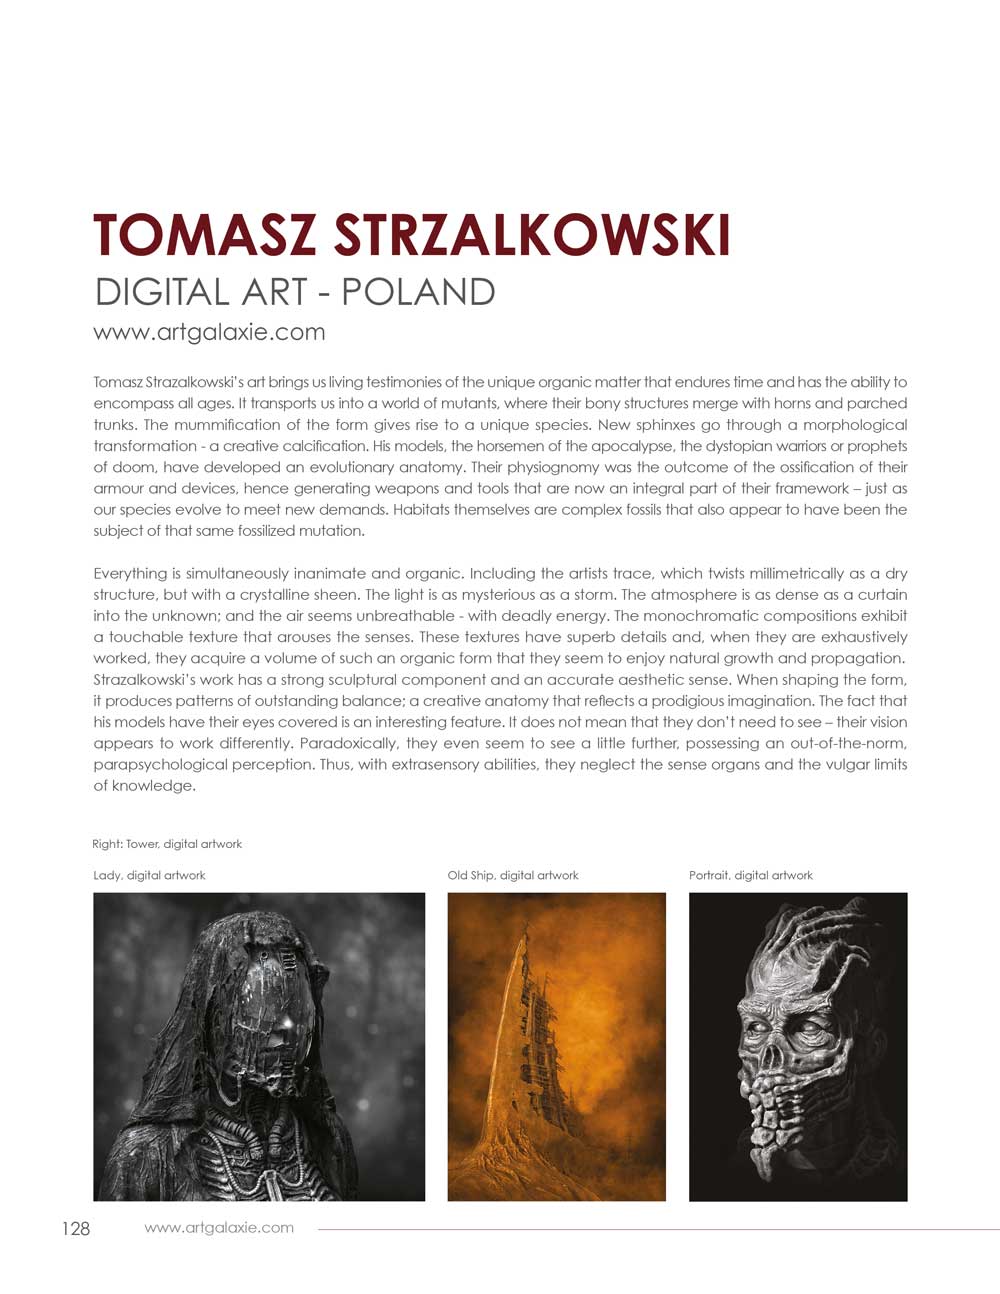 TOMASZ STRZALKOWSKI
DIGITAL ART - POLAND
www.artgalaxie.com
Tomasz Strazalkowski’s art brings us living testimonies of the unique organic matter that endures time and has the ability to
encompass all ages. It transports us into a world of mutants, where their bony structures merge with horns and parched
trunks. The mummification of the form gives rise to a unique species. New sphinxes go through a morphological
transformation - a creative calcification. His models, the horsemen of the apocalypse, the dystopian warriors or prophets
of doom, have developed an evolutionary anatomy. Their physiognomy was the outcome of the ossification of their
armour and devices, hence generating weapons and tools that are now an integral part of their framework – just as
our species evolve to meet new demands. Habitats themselves are complex fossils that also appear to have been the
subject of that same fossilized mutation.
Everything is simultaneously inanimate and organic. Including the artists trace, which twists millimetrically as a dry
structure, but with a crystalline sheen. The light is as mysterious as a storm. The atmosphere is as dense as a curtain
into the unknown; and the air seems unbreathable - with deadly energy. The monochromatic compositions exhibit
a touchable texture that arouses the senses. These textures have superb details and, when they are exhaustively
worked, they acquire a volume of such an organic form that they seem to enjoy natural growth and propagation.
Strazalkowski’s work has a strong sculptural component and an accurate aesthetic sense. When shaping the form,
it produces patterns of outstanding balance; a creative anatomy that reflects a prodigious imagination. The fact that
his models have their eyes covered is an interesting feature. It does not mean that they don’t need to see – their vision
appears to work differently. Paradoxically, they even seem to see a little further, possessing an out-of-the-norm,
parapsychological perception. Thus, with extrasensory abilities, they neglect the sense organs and the vulgar limits
of knowledge.
Right: Tower, digital artwork
Lady, digital artwork
Old Ship, digital artwork
Portrait, digital artwork
128
www.artgalaxie.com